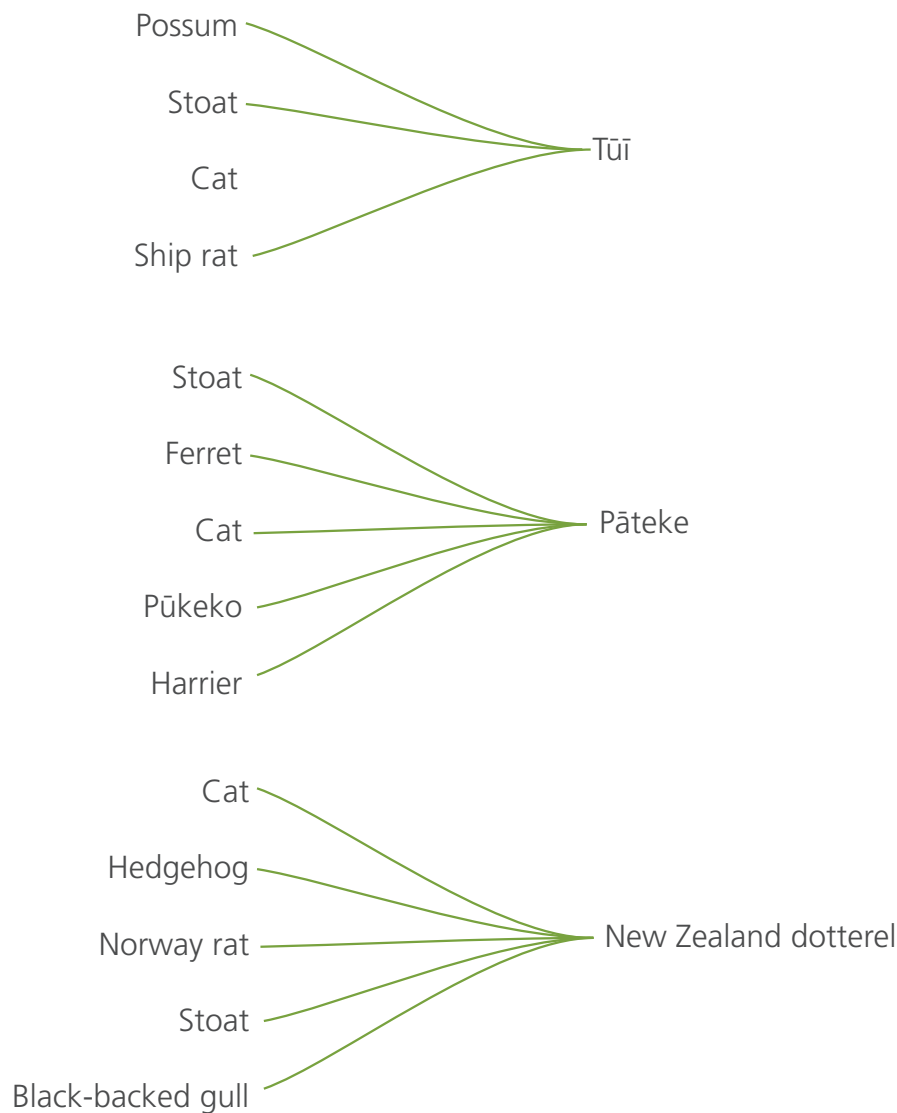 Possum
Stoat
Tūī
Cat
Ship rat
Stoat
Ferret
Cat
Pāteke
Pūkeko
Harrier
Cat
Hedgehog
Norway rat
New Zealand dotterel
Stoat
Black-backed gull